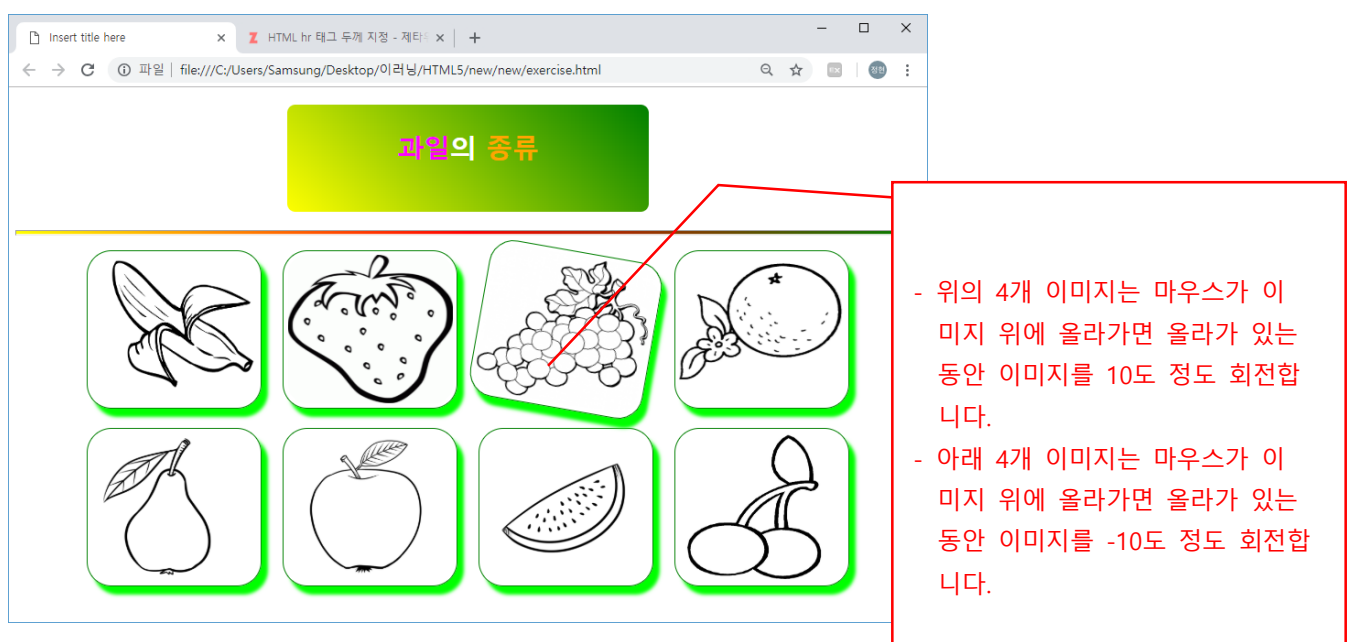 Insert title here
HTML hr 태그 두께 지정 - 제타
파일
file:///C:/Users/Samsung/Desktop/이러닝/HTML5/new/new/exercise.html
정현
과일의 종류
- 위의 4개 이미지는 마우스가 이
미지 위에 올라가면 올라가 있는
동안 이미지를 10도 정도 회전합
니다.
- 아래 4개 이미지는 마우스가 이
미지 위에 올라가면 올라가 있는
동안 이미지를 -10도 정도 회전합
니다.